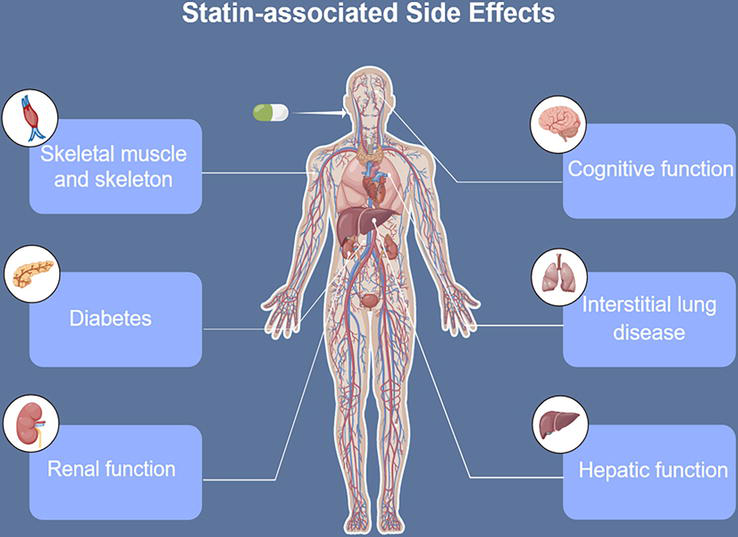 Statin-associated Side Effects
Skeletal muscle
and skeleton
Cognitive function
Diabetes
Interstitial lung
disease
Renal function
Hepatic function